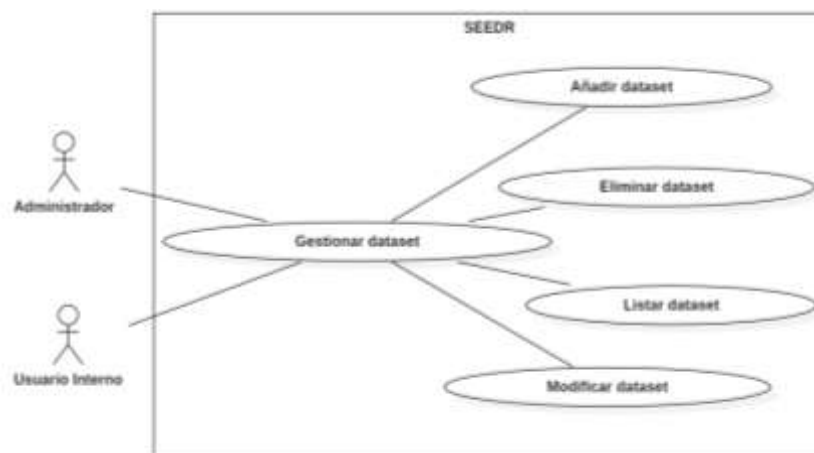 SEEDR
Añadir dataset
Administrador
Eliminar dataset
Gestionar dataset
Listar dataset
Usuario Interno
Modificar dataset